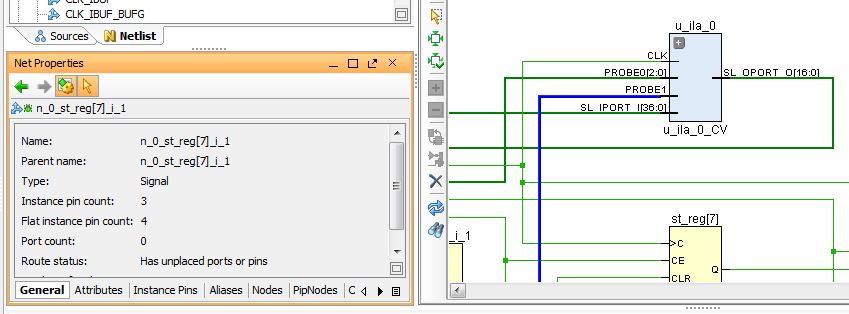 CLK_IBUF_BUFG
Sources
Netlist
Net Properties
n_0_st_reg[7]_i_1
Name: n_0_st_reg[7]_i_1
Parent name: n_0_st_reg[7]_i_1
Type: Signal
Instance pin count: 3
Flat instance pin count: 4
Port count: 0
Route status: Has unplaced ports or pins
General
Attributes
Instance Pins
Aliases
Nodes
PipNodes
C
u_ila_0
CLK
PROBE0[2:0]
PROBE1
SL_IPORT_I[36:0]
SL_OPORT_O[16:0]
u_ila_0_CV
_i_1
st_reg[7]
C
CE
CLR
Q